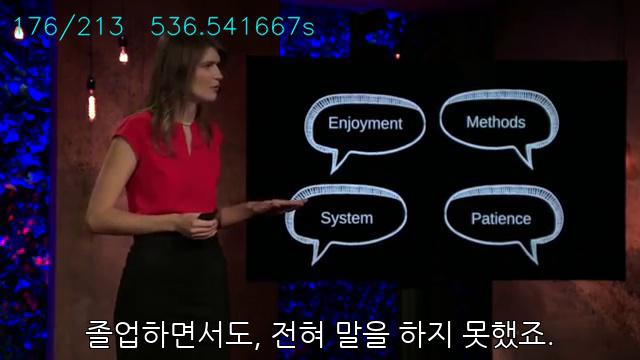 176/213 536.541667s
Enjoyment
Methods
System
Patience
졸업하면서도, 전혀 말을 하지 못했죠.